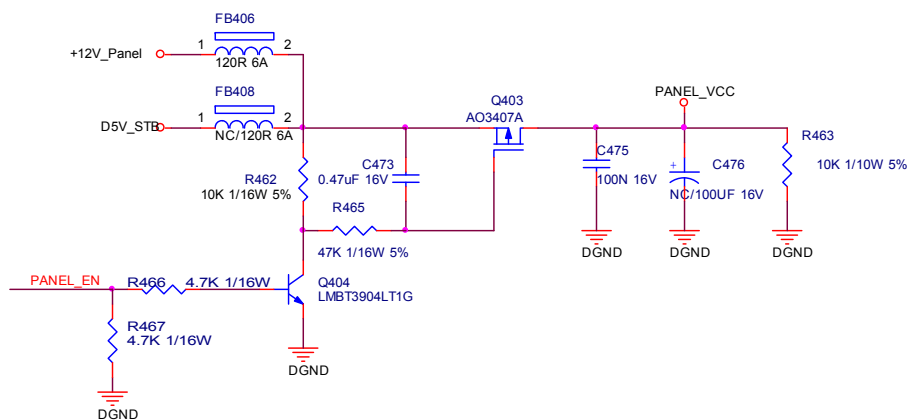 FB406
+12V_Panel
1
2
120R 6A
FB408
D5V_STB
1
2
NC/120R 6A
Q403
AO3407A
PANEL_VCC
R462
10K 1/16W 5%
C473
0.47uF 16V
R465
47K 1/16W 5%
C475
100N 16V
+
C476
NC/100UF 16V
R463
10K 1/10W 5%
DGND
DGND
DGND
PANEL_EN
R466
4.7K 1/16W
Q404
LMBT3904LT1G
R467
4.7K 1/16W
DGND
DGND